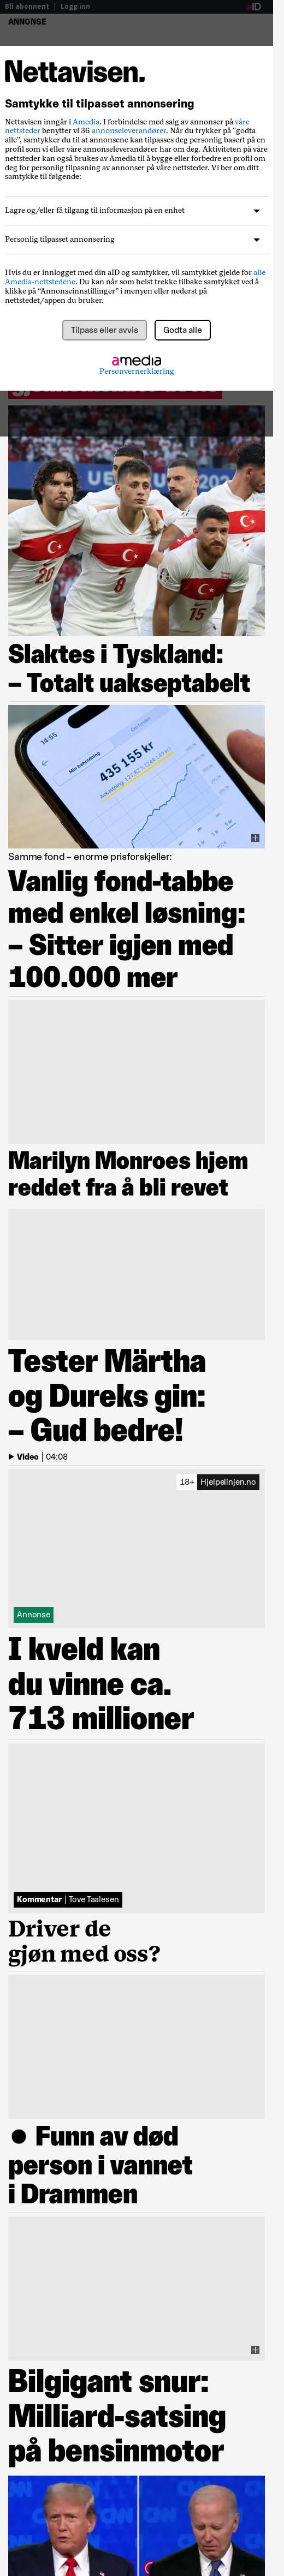 Bli abonnent | Logg inn
aID
ANNONSE
Nettavisen.
Samtykke til tilpasset annonsering
Nettavisen inngår i Amedia. I forbindelse med salg av annonser på våre
nettsteder benytter vi 36 annonseleverandører. Når du trykker på "godta
alle", samtykker du til at annonsene kan tilpasses deg personlig basert på en
profil som vi eller våre annonseleverandører har om deg. Aktiviteten på våre
nettsteder kan også brukes av Amedia til å bygge eller forbedre en profil om
deg for personlig tilpasning av annonser på våre nettsteder. Vi ber om ditt
samtykke til følgende:
Lagre og/eller få tilgang til informasjon på en enhet
Personlig tilpasset annonsering
Hvis du er innlogget med din aID og samtykker, vil samtykket gjelde for alle
Amedia-nettstedene. Du kan når som helst trekke tilbake samtykket ved å
klikke på “Annonseinnstillinger” i menyen eller nederst på
nettstedet/appen du bruker.
Tilpass eller avvis
Godta alle
amedia
Personvernerklæring
20
8
15
Slaktes i Tyskland:
– Totalt uakseptabelt
14:55
Min beholdning
435 155 kr
Avkastning: 127,82 % (244 149 kr)
Samme fond – enorme prisforskjeller:
Vanlig fond-tabbe
med enkel løsning:
– Sitter igjen med
100.000 mer
Marilyn Monroes hjem
reddet fra å bli revet
Tester Märtha
og Dureks gin:
– Gud bedre!
Video | 04:08
18+ Hjelpelinjen.no
Annonse
I kveld kan
du vinne ca.
713 millioner
Kommentar | Tove Taalesen
Driver de
gjøn med oss?
● Funn av død
person i vannet
i Drammen
Bilgigant snur:
Milliard-satsing
på bensinmotor